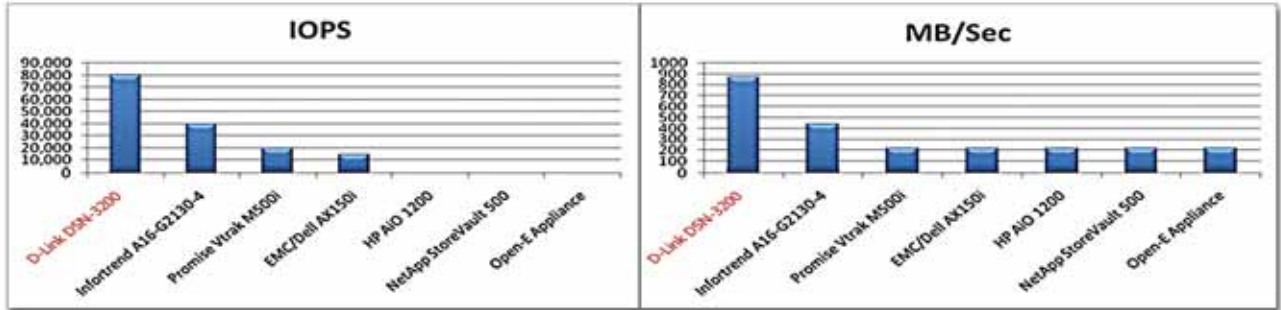 IOPS
90,000
80,000
70,000
60,000
50,000
40,000
30,000
20,000
10,000
0
D-Link DSN-3200
Infortrend A16-G2130-4
Promise Vtrak M500i
EMC/Dell AX150i
HP AiO 1200
NetApp StoreVault 500
Open-E Appliance
MB/Sec
1000
900
800
700
600
500
400
300
200
100
0
D-Link DSN-3200
Infortrend A16-G2130-4
Promise Vtrak M500i
EMC/Dell AX150i
HP AiO 1200
NetApp StoreVault 500
Open-E Appliance